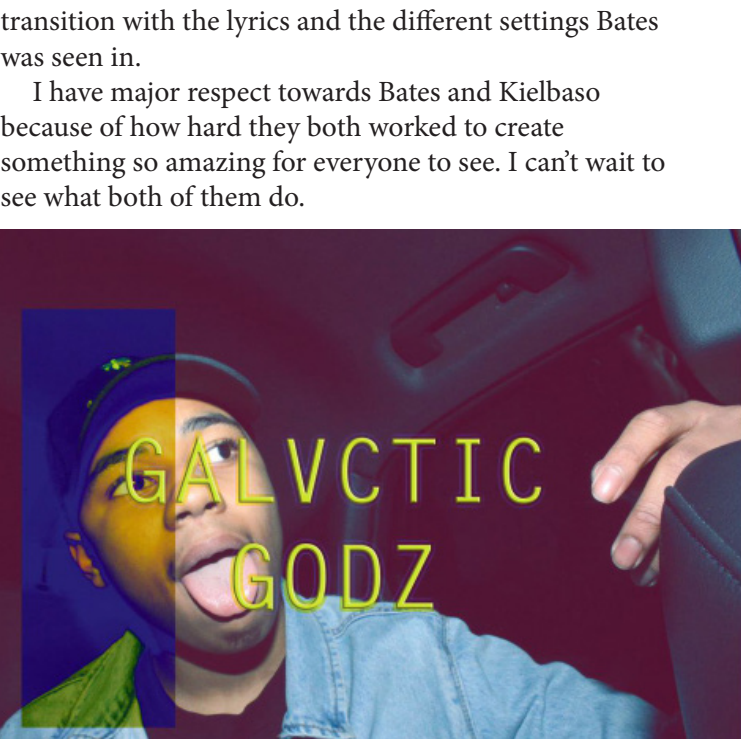 transition with the lyrics and the different settings Bates
was seen in.
I have major respect towards Bates and Kielbaso
because of how hard they both worked to create
something so amazing for everyone to see. I can’t wait to
see what both of them do.
GALVCTIC
GODZ